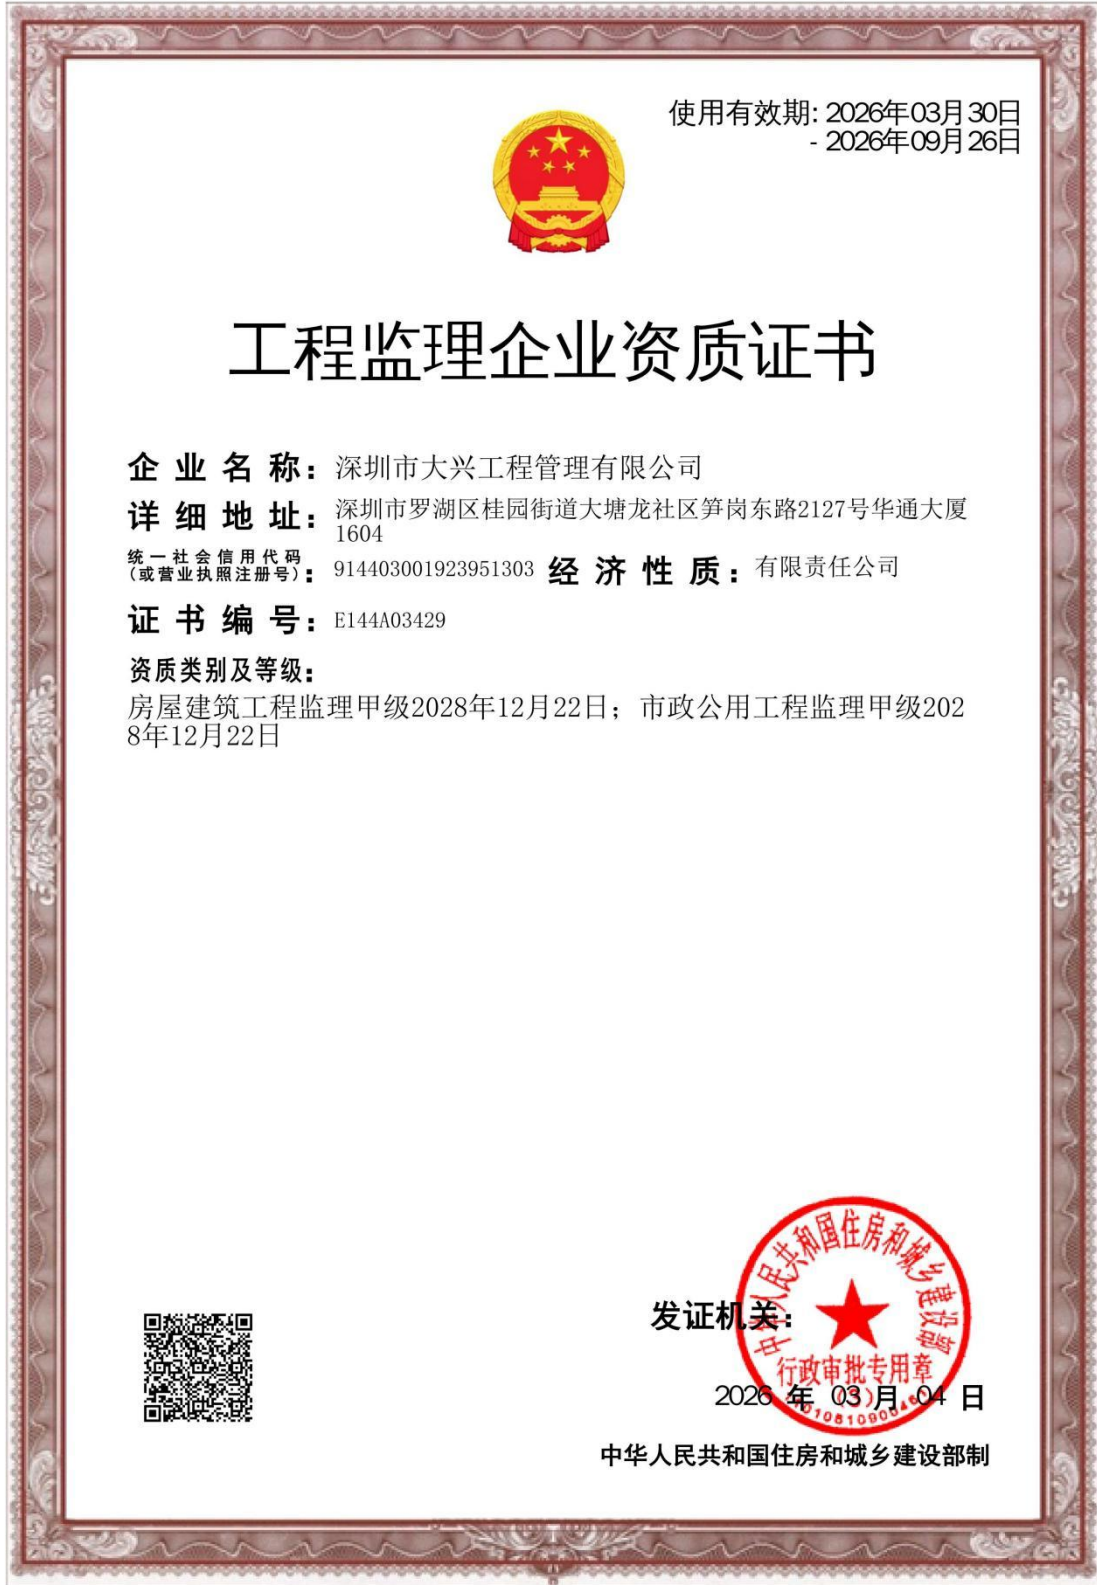 使用有效期: 2026年03月30日
- 2026年09月26日
工程监理企业资质证书
企业名称：深圳市大兴工程管理有限公司
详细地址：深圳市罗湖区桂园街道大塘龙社区笋岗东路2127号华通大厦
1604
统一社会信用代码
（或营业执照注册号）：914403001923951303 经济性质：有限责任公司
证书编号：E144A03429
资质类别及等级：
房屋建筑工程监理甲级2028年12月22日；市政公用工程监理甲级202
8年12月22日
中华人民共和国住房和城乡建设部
发证机关：
行政审批专用章
(3)
2026 年 03 月 04 日
中华人民共和国住房和城乡建设部制